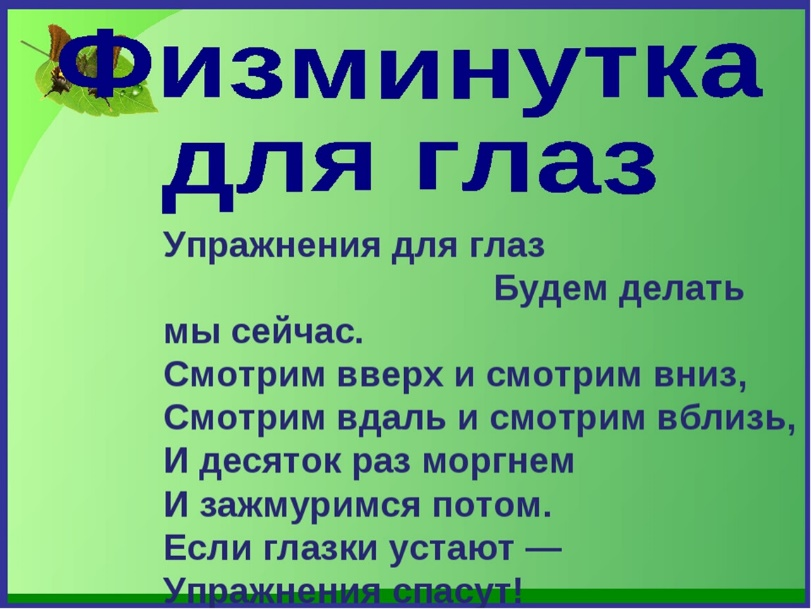 Физминутка
для глаз
Упражнения для глаз
Будем делать
мы сейчас.
Смотрим вверх и смотрим вниз,
Смотрим вдаль и смотрим вблизь,
И десяток раз моргнем
И зажмуримся потом.
Если глазки устают —
Упражнения спасут!